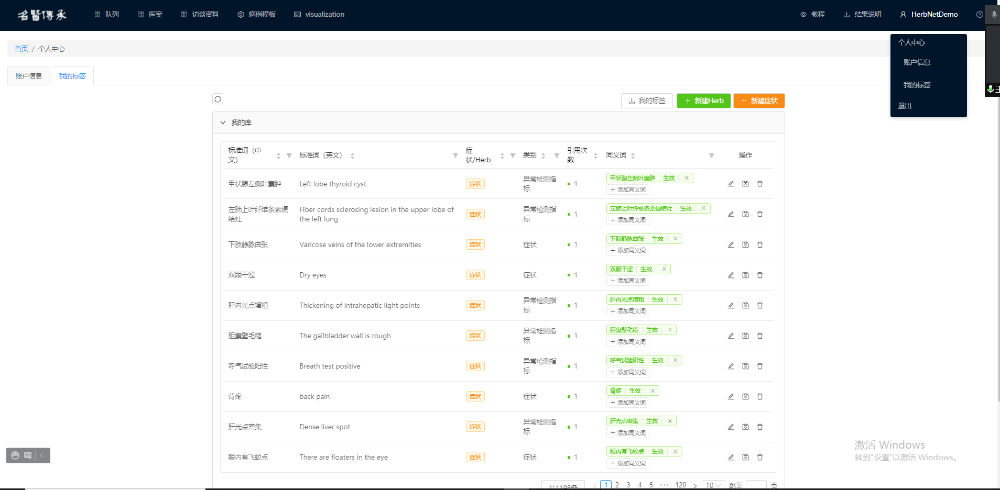 名醫傳承
队列
医案
访谈资料
病例模板
visualization
教程
结果说明
HerbNetDemo
个人中心
账户信息
我的标签
退出
首页 / 个人中心
账户信息
我的标签
我的标签
+ 新建Herb
+ 新建症状
我的库
标准词（中文）
标准词（英文）
症状/Herb
类别
引用次数
同义词
操作
甲状腺左侧叶囊肿
Left lobe thyroid cyst
症状
异常检测指标
1
甲状腺左侧叶囊肿 生效 ×
+ 添加同义词
左肺上叶纤维条索硬结灶
Fiber cords sclerosing lesion in the upper lobe of
the left lung
症状
异常检测指标
1
左肺上叶纤维条索硬结灶 生效 ×
+ 添加同义词
下肢静脉曲张
Varicose veins of the lower extremities
症状
症状
1
下肢静脉曲张 生效 ×
+ 添加同义词
双眼干涩
Dry eyes
症状
症状
1
双眼干涩 生效 ×
+ 添加同义词
肝内光点增粗
Thickening of intrahepatic light points
症状
异常检测指标
1
肝内光点增粗 生效 ×
+ 添加同义词
胆囊壁毛糙
The gallbladder wall is rough
症状
异常检测指标
1
胆囊壁毛糙 生效 ×
+ 添加同义词
呼气试验阳性
Breath test positive
症状
异常检测指标
1
呼气试验阳性 生效 ×
+ 添加同义词
背疼
back pain
症状
症状
1
背疼 生效 ×
+ 添加同义词
肝光点密集
Dense liver spot
症状
异常检测指标
1
肝光点密集 生效 ×
+ 添加同义词
眼内有飞蚊点
There are floaters in the eye
症状
症状
1
眼内有飞蚊点 生效 ×
+ 添加同义词
共1198条 < 1 2 3 4 5 ••• 120 > 10 跳至 页
激活 Windows
转到“设置”以激活 Windows。